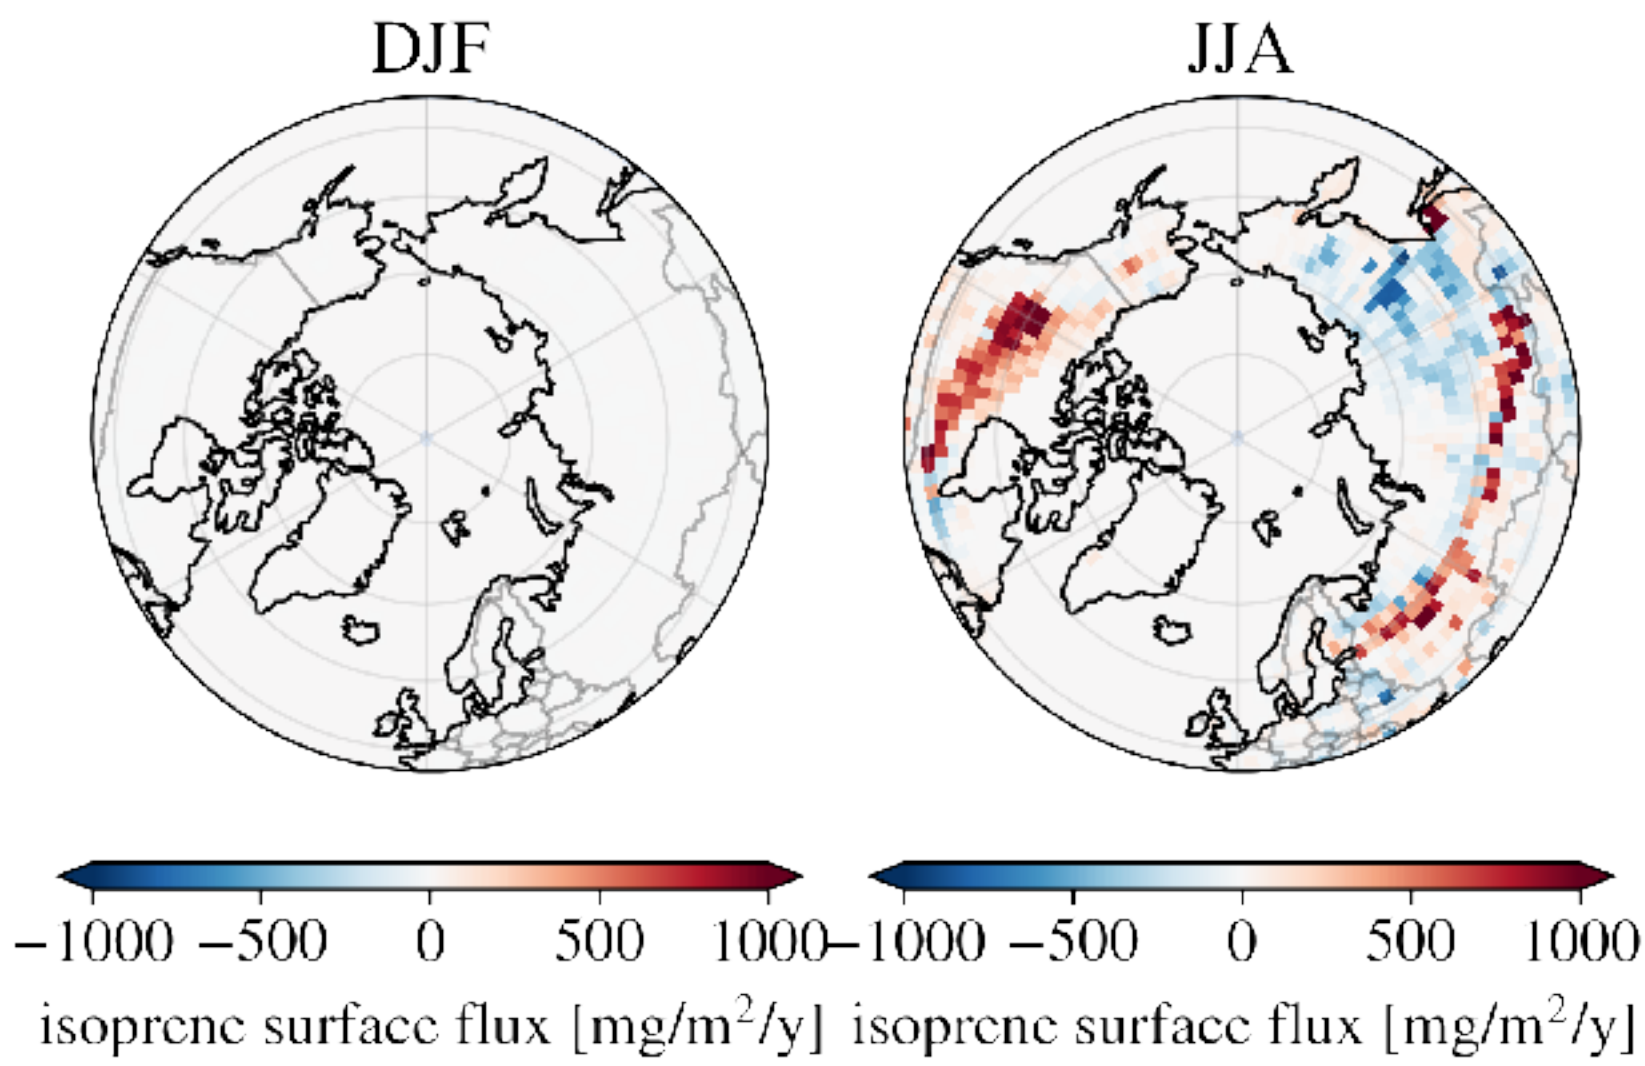 DJF JJA
−1000 −500 0 500 1000 −1000 −500 0 500 1000
isoprene surface flux [mg/m²/y] isoprene surface flux [mg/m²/y]